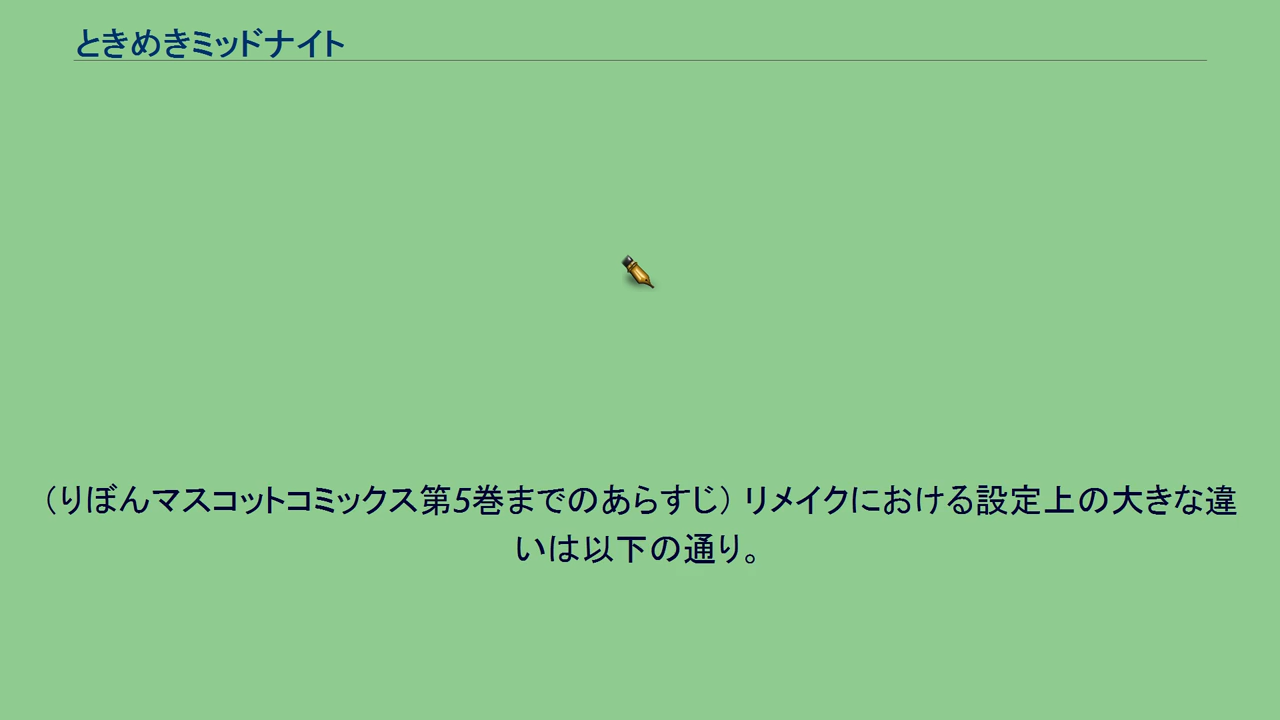 ときめきミッドナイト
（りぼんマスコットコミックス第5巻までのあらすじ）リメイクにおける設定上の大きな違
いは以下の通り。